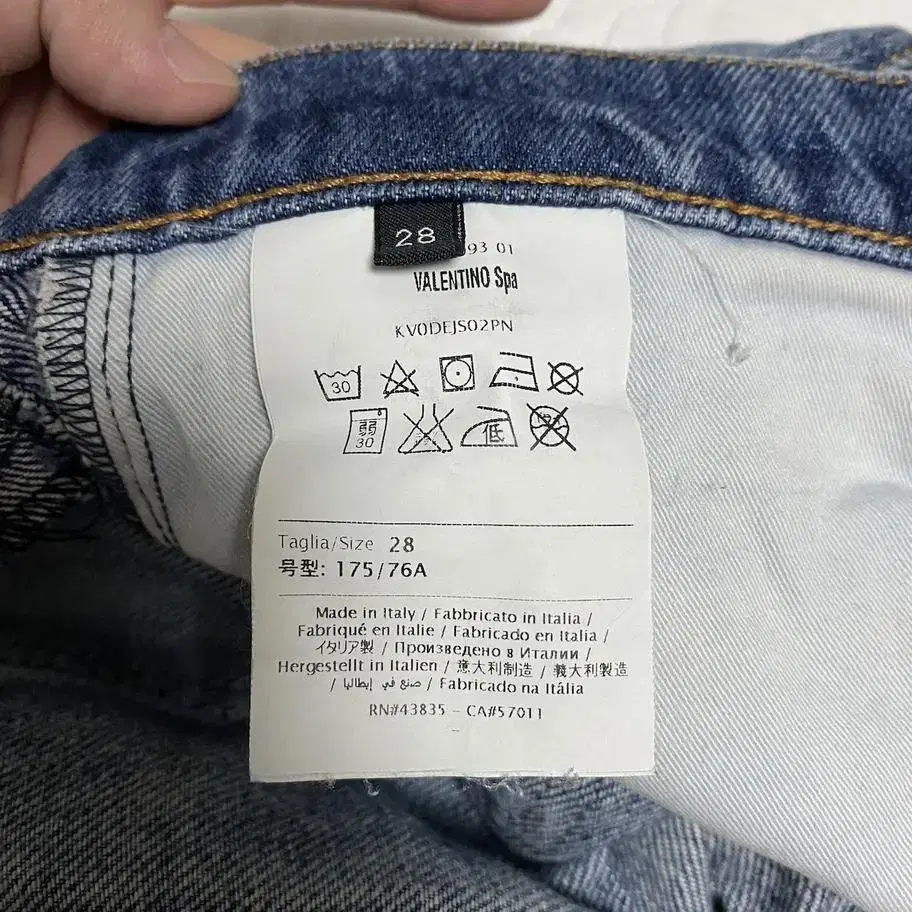 28
93 01
VALENTINO Spa
KV0DEJS02PN
30
弱 低
30
Taglia/Size 28
号型: 175/76A
Made in Italy / Fabbricato in Italia /
Fabriqué en Italie / Fabricado en Italia /
イタリア製 / Произведено в Италии /
Hergestellt in Italien / 意大利制造 / 義大利製造
/ صنع في إيطاليا / Fabricado na Itália
RN#43835 - CA#57011
-